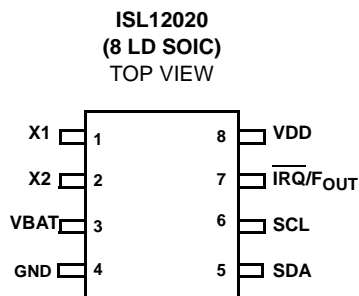 ISL12020
(8 LD SOIC)
TOP VIEW
X1 1 8 VDD
X2 2 7 IRQ/FOUT
VBAT 3 6 SCL
GND 4 5 SDA